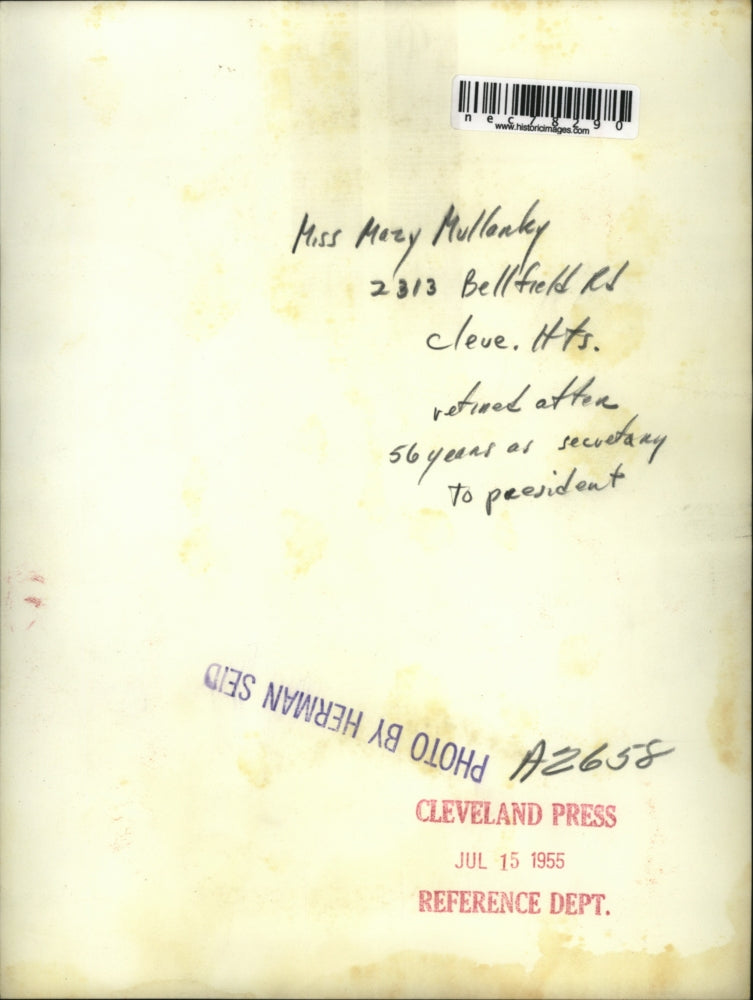 nec78290
www.historicimages.com
Miss Mary Mullanky
2313 Bellfield Rd
Cleve. Hts.
retired after
56 years as secretary
to president
PHOTO BY HERMAN SEID
A2658
CLEVELAND PRESS
JUL 15 1955
REFERENCE DEPT.